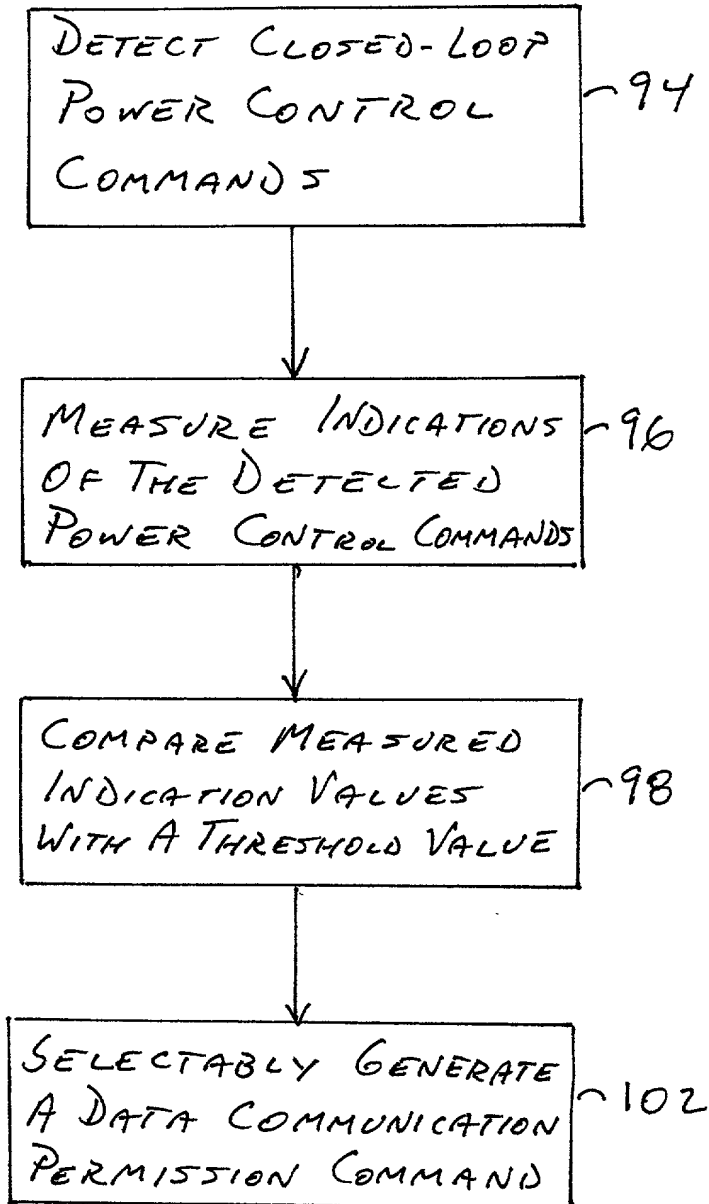 DETECT CLOSED-LOOP
POWER CONTROL
COMMANDS
94
MEASURE INDICATIONS
OF THE DETECTED
POWER CONTROL COMMANDS
96
COMPARE MEASURED
INDICATION VALUES
WITH A THRESHOLD VALUE
98
SELECTABLY GENERATE
A DATA COMMUNICATION
PERMISSION COMMAND
102